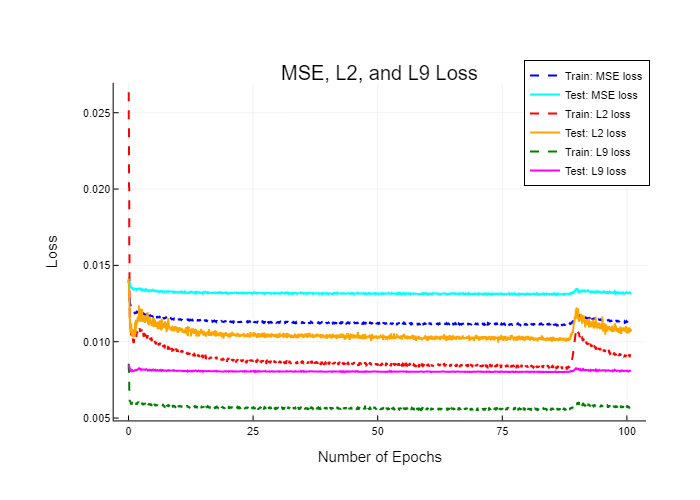 MSE, L2, and L9 Loss
Train: MSE loss
Test: MSE loss
Train: L2 loss
Test: L2 loss
Train: L9 loss
Test: L9 loss
Loss
0.025
0.020
0.015
0.010
0.005
0 25 50 75 100
Number of Epochs